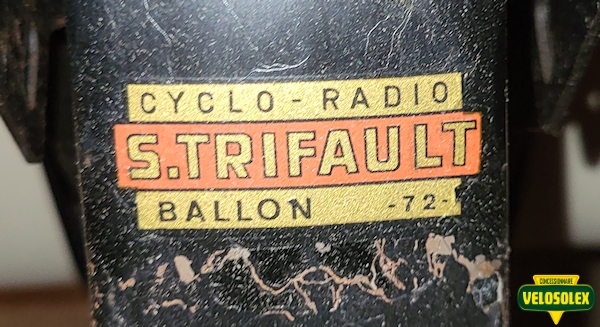 CYCLO - RADIO
S.TRIFAULT
BALLON -72-
CONCESSIONNAIRE
VELOSOLEX